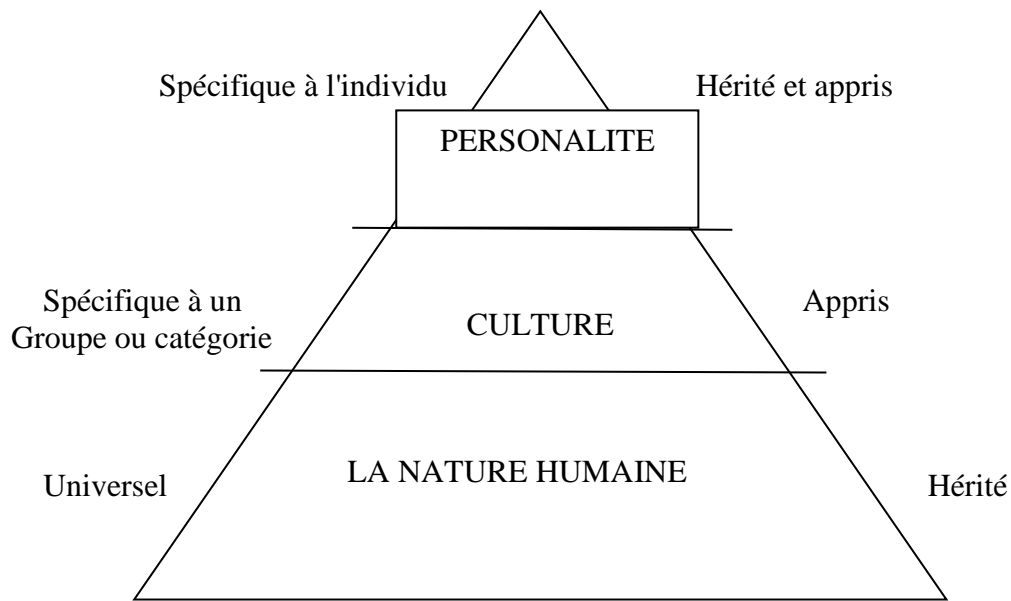 Spécifique à l'individu
Hérité et appris
PERSONALITE
Spécifique à un
Groupe ou catégorie
CULTURE
Appris
Universel
LA NATURE HUMAINE
Hérité